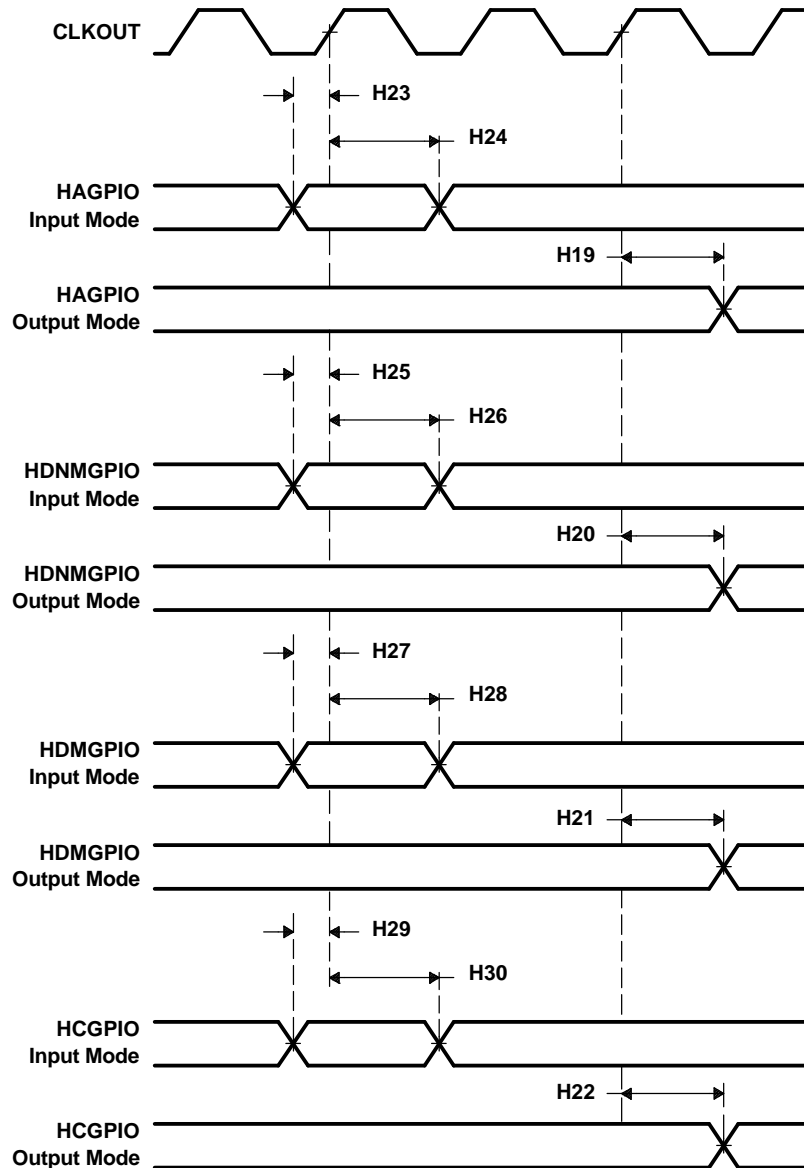 CLKOUT
H23
H24
HAGPIO
Input Mode
H19
HAGPIO
Output Mode
H25
H26
HDNMGPIO
Input Mode
H20
HDNMGPIO
Output Mode
H27
H28
HDMGPIO
Input Mode
H21
HDMGPIO
Output Mode
H29
H30
HCGPIO
Input Mode
H22
HCGPIO
Output Mode